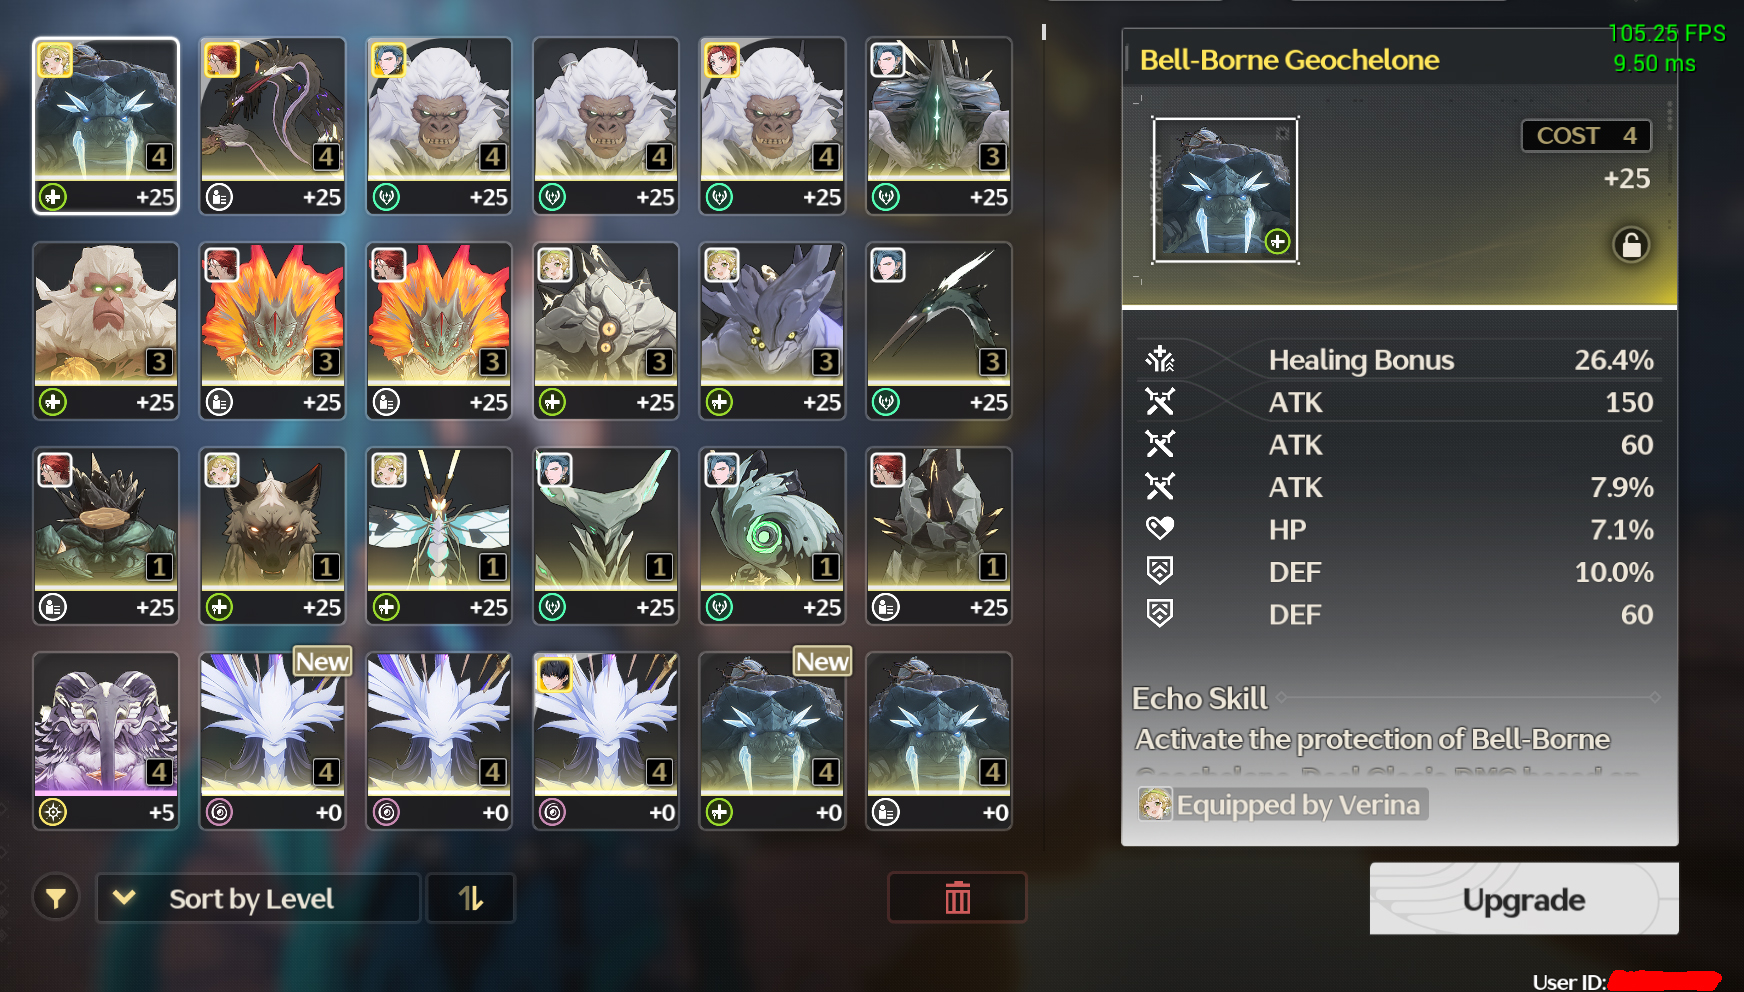 105.25 FPS
9.50 ms
Bell-Borne Geochelone
COST 4
+25
4 4 4 4 4 3
+25 +25 +25 +25 +25 +25
3 3 3 3 3 3
+25 +25 +25 +25 +25 +25
1 1 1 1 1 1
+25 +25 +25 +25 +25 +25
New New
4 4 4 4 4 4
+5 +0 +0 +0 +0 +0
Sort by Level
Healing Bonus 26.4%
ATK 150
ATK 60
ATK 7.9%
HP 7.1%
DEF 10.0%
DEF 60
Echo Skill
Activate the protection of Bell-Borne
Equipped by Verina
Upgrade
User ID: